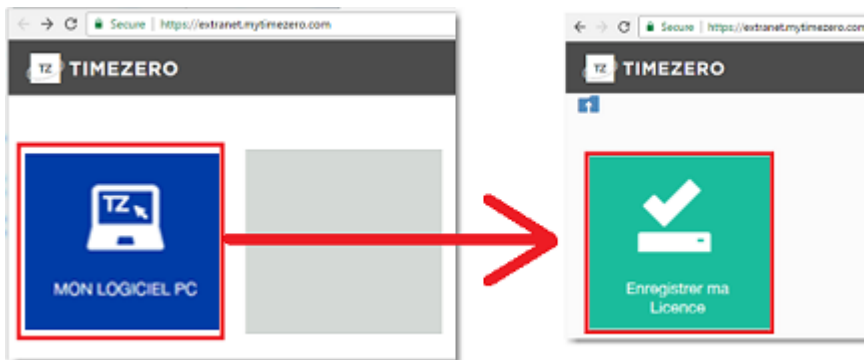 Secure | https://extranet.mytimezero.com
TZ TIMEZERO
TZ
MON LOGICIEL PC
Secure | https://extranet.mytimezero.com
TZ TIMEZERO
Enregistrer ma
Licence